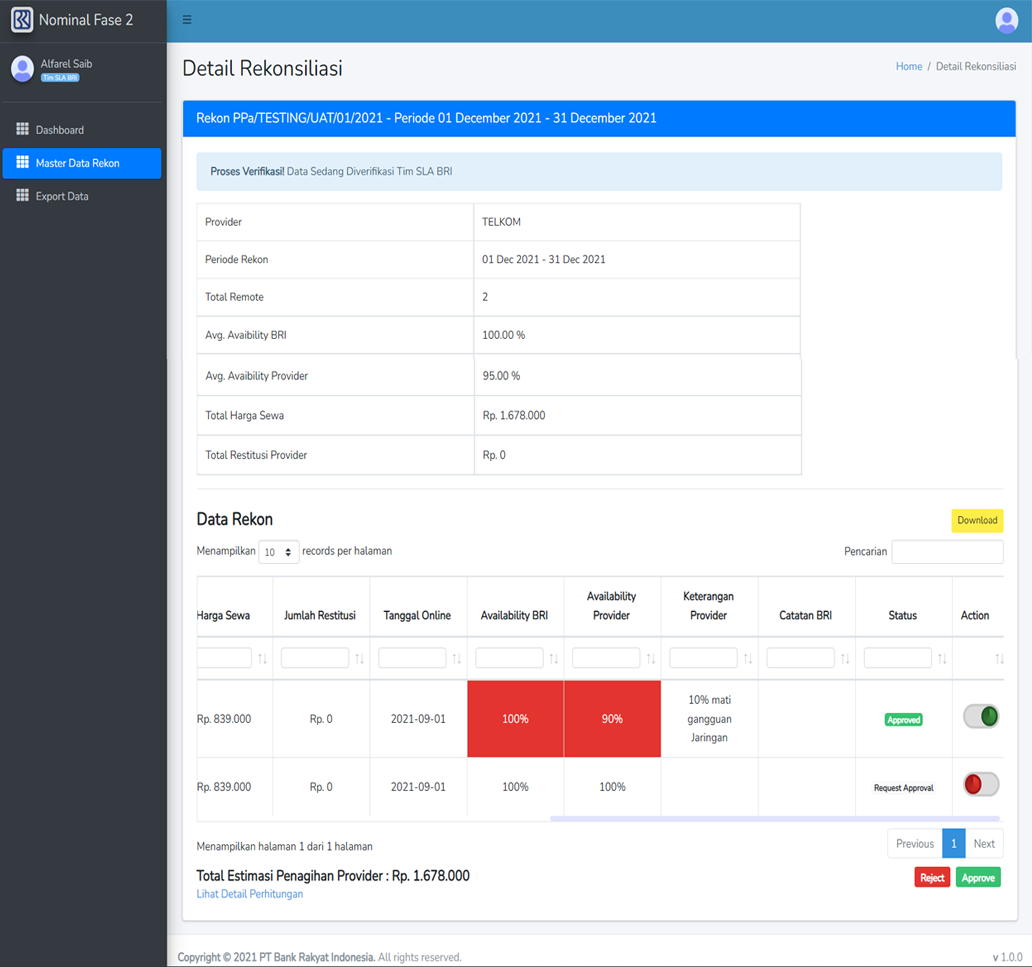 Nominal Fase 2
Alfarel Saib
Tim SLA BRI
Dashboard
Master Data Rekon
Export Data
Detail Rekonsiliasi
Home / Detail Rekonsiliasi
Rekon PPa/TESTING/UAT/01/2021 - Periode 01 December 2021 - 31 December 2021
Proses Verifikasi! Data Sedang Diverifikasi Tim SLA BRI
Provider TELKOM
Periode Rekon 01 Dec 2021 - 31 Dec 2021
Total Remote 2
Avg. Avaibility BRI 100.00 %
Avg. Avaibility Provider 95.00 %
Total Harga Sewa Rp. 1.678.000
Total Restitusi Provider Rp. 0
Data Rekon
Download
Menampilkan 10 records per halaman
Pencarian
Harga Sewa Jumlah Restitusi Tanggal Online Availability BRI Availability Provider Keterangan Provider Catatan BRI Status Action
Rp. 839.000 Rp. 0 2021-09-01 100% 90% 10% mati gangguan Jaringan Approved
Rp. 839.000 Rp. 0 2021-09-01 100% 100% Request Approval
Menampilkan halaman 1 dari 1 halaman
Previous 1 Next
Total Estimasi Penagihan Provider : Rp. 1.678.000
Reject Approve
Lihat Detail Perhitungan
Copyright © 2021 PT Bank Rakyat Indonesia. All rights reserved.
v 1.0.0